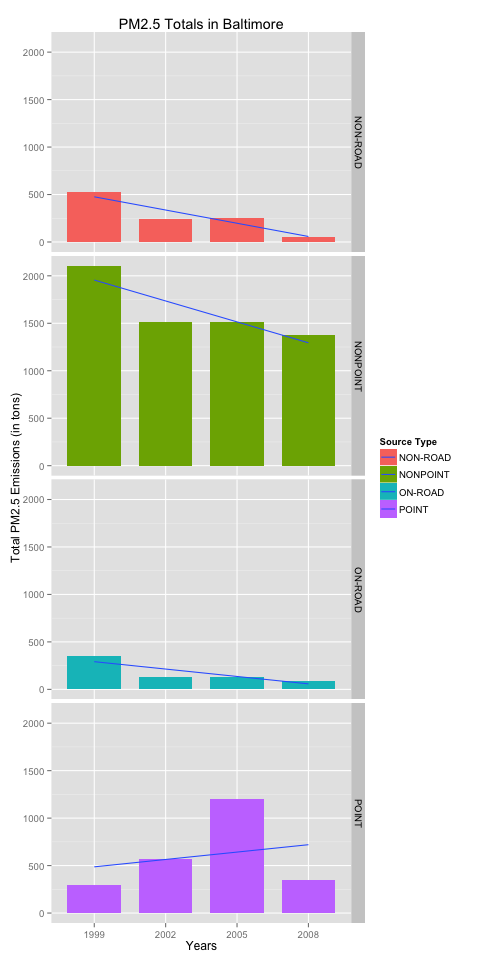 PM2.5 Totals in Baltimore
2000
1500
1000
500
0
NON-ROAD
2000
1500
1000
500
0
NONPOINT
2000
1500
1000
500
0
ON-ROAD
2000
1500
1000
500
0
POINT
1999 2002 2005 2008
Years
Total PM2.5 Emissions (in tons)
Source Type
NON-ROAD
NONPOINT
ON-ROAD
POINT